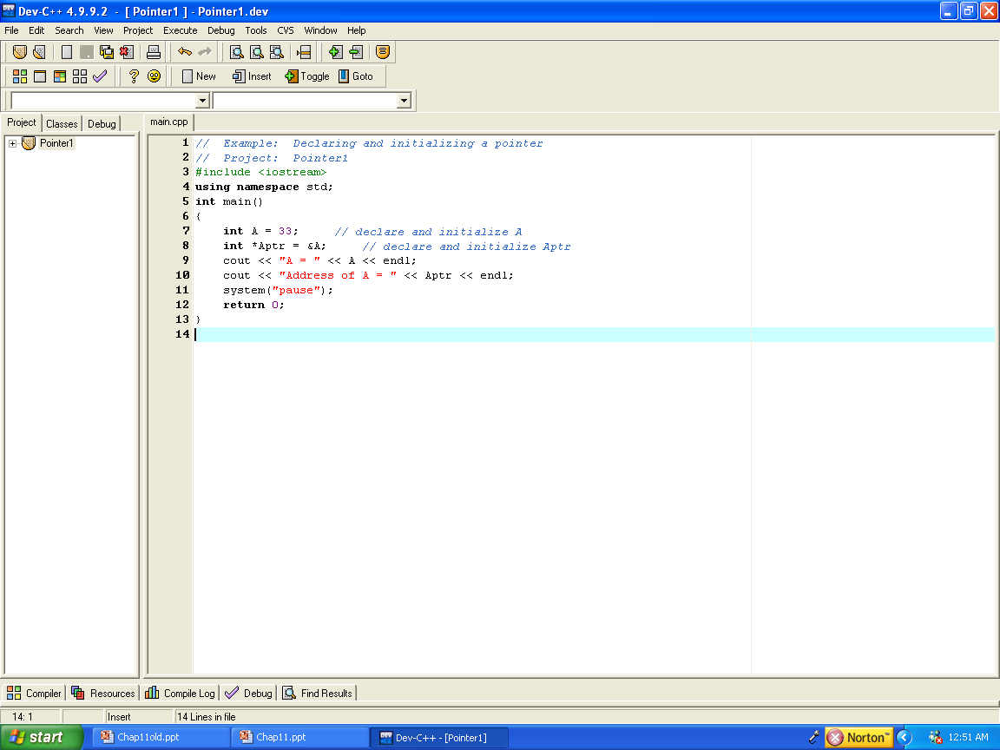 Dev-C++ 4.9.9.2 - [ Pointer1 ] - Pointer1.dev
File Edit Search View Project Execute Debug Tools CVS Window Help
New Insert Toggle Goto
Project Classes Debug
main.cpp
Pointer1
1 //  Example:  Declaring and initializing a pointer
2 //  Project:  Pointer1
3 #include <iostream>
4 using namespace std;
5 int main()
6 {
7     int A = 33;     // declare and initialize A
8     int *Aptr = &A;     // declare and initialize Aptr
9     cout << "A = " << A << endl;
10     cout << "Address of A = " << Aptr << endl;
11     system("pause");
12     return 0;
13 }
14
Compiler Resources Compile Log Debug Find Results
14: 1 Insert 14 Lines in file
start Chap11old.ppt Chap11.ppt Dev-C++ - [Pointer1] Norton™ 12:51 AM